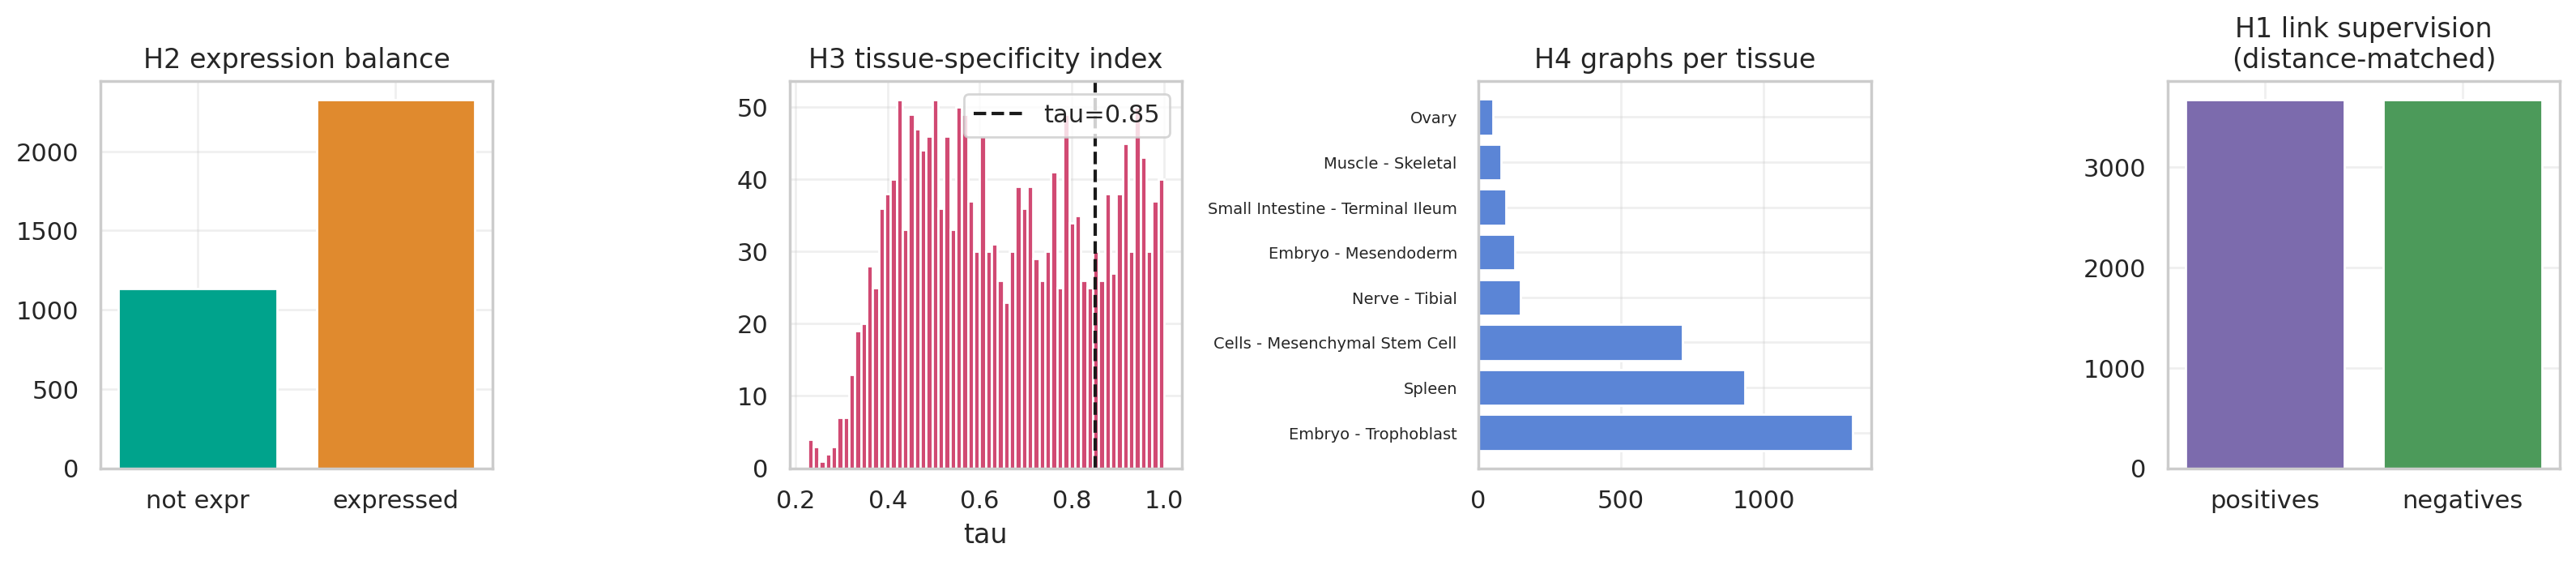 H2 expression balance
2000
1500
1000
500
0
not expr
expressed
H3 tissue-specificity index
tau=0.85
50
40
30
20
10
0
0.2
0.4
0.6
0.8
1.0
tau
H4 graphs per tissue
Ovary
Muscle - Skeletal
Small Intestine - Terminal Ileum
Embryo - Mesendoderm
Nerve - Tibial
Cells - Mesenchymal Stem Cell
Spleen
Embryo - Trophoblast
0
500
1000
H1 link supervision
(distance-matched)
3000
2000
1000
0
positives
negatives